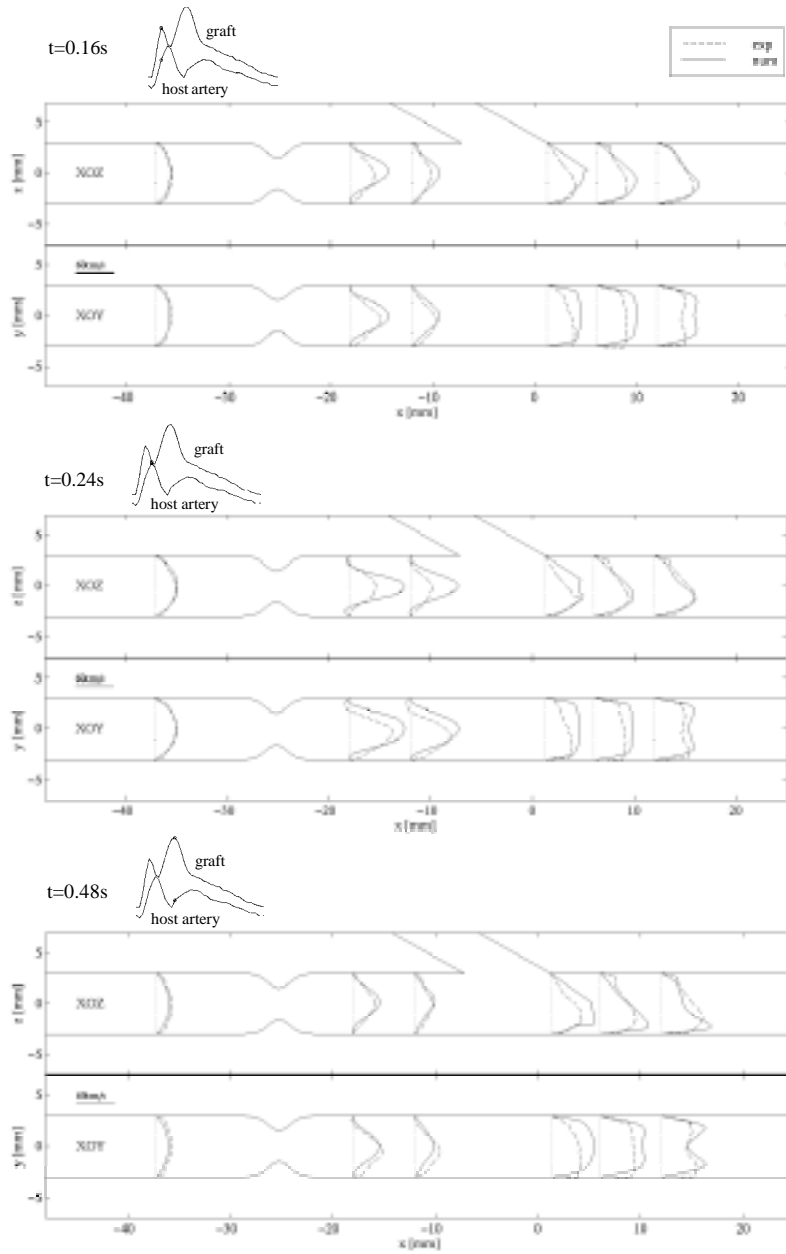 t=0.16s
graft
host artery
exp
num
5
0
-5
XOZ
z [mm]
5
0
-5
XOY
y [mm]
-40
-30
-20
-10
0
10
20
x [mm]
t=0.24s
graft
host artery
5
0
-5
XOZ
z [mm]
5
0
-5
XOY
y [mm]
-40
-30
-20
-10
0
10
20
x [mm]
t=0.48s
graft
host artery
5
0
-5
XOZ
z [mm]
5
0
-5
XOY
y [mm]
-40
-30
-20
-10
0
10
20
x [mm]